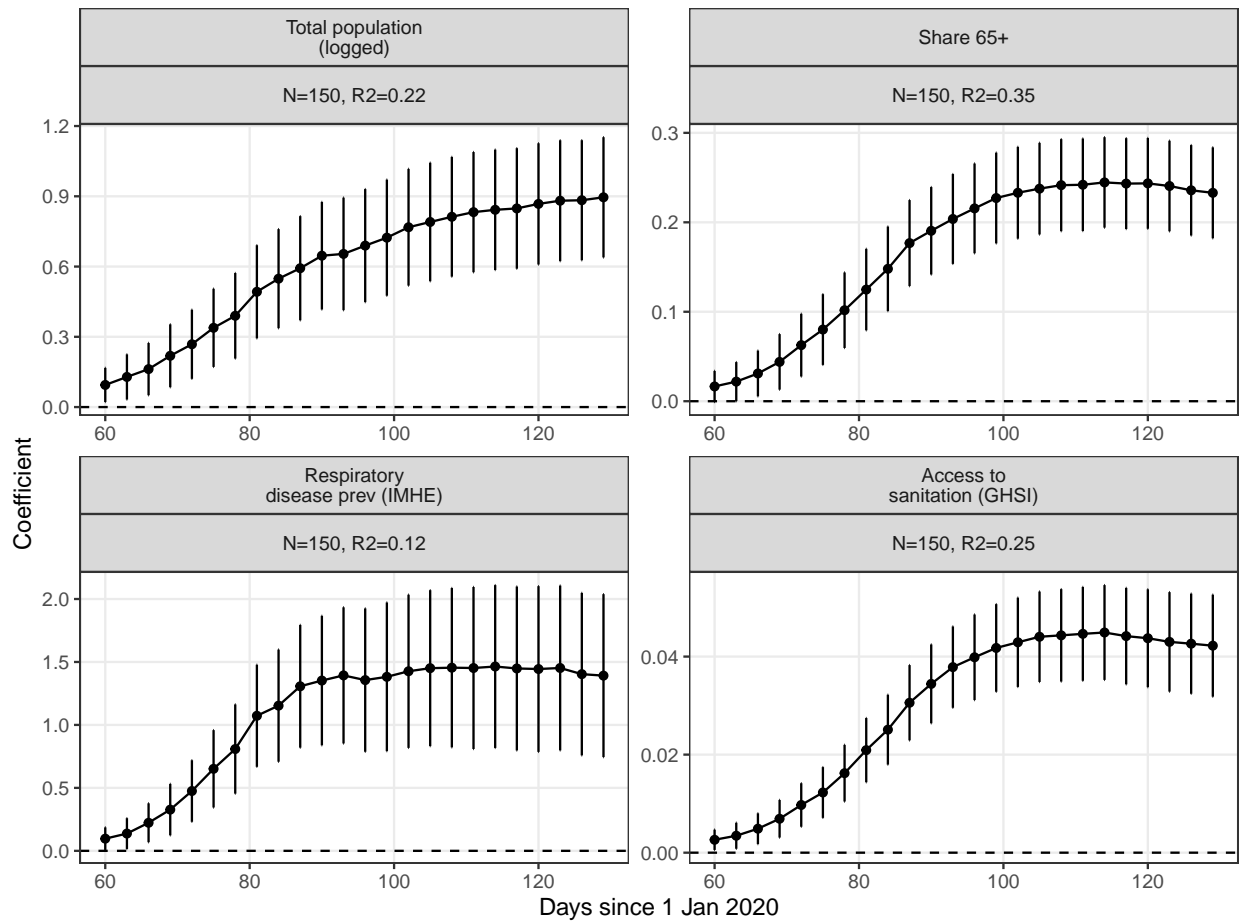 Total population
(logged)
N=150, R2=0.22
1.2
0.9
0.6
0.3
0.0
60
80
100
120
Share 65+
N=150, R2=0.35
0.3
0.2
0.1
0.0
60
80
100
120
Coefficient
Respiratory
disease prev (IMHE)
N=150, R2=0.12
2.0
1.5
1.0
0.5
0.0
60
80
100
120
Access to
sanitation (GHSI)
N=150, R2=0.25
0.04
0.02
0.00
60
80
100
120
Days since 1 Jan 2020